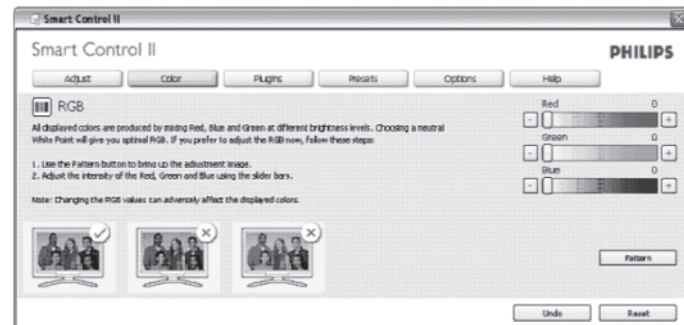 Smart Control II
Smart Control II
PHILIPS
Adjust Color Plugins Presets Options Help
RGB
All displayed colors are produced by mixing Red, Blue and Green at different brightness levels. Choosing a neutral
White Point will give you optimal RGB. If you prefer to adjust the RGB now, follow these steps:
1. Use the Pattern button to bring up the adjustment image.
2. Adjust the intensity of the Red, Green and Blue using the slider bars.
Note: Changing the RGB values can adversely affect the displayed colors.
Red 0
- +
Green 0
- +
Blue 0
- +
Pattern
Undo Reset